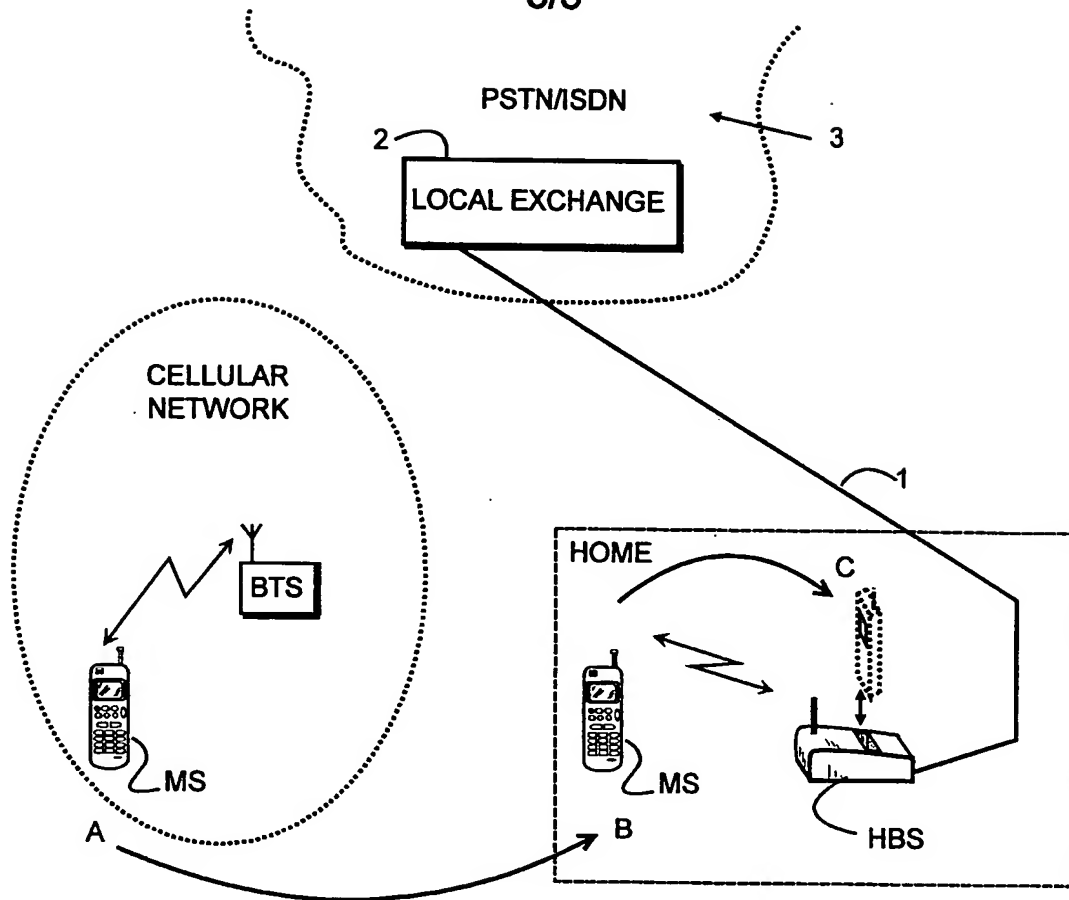 PSTN/ISDN
2
3
LOCAL EXCHANGE
CELLULAR
NETWORK
1
HOME
C
BTS
MS
MS
A
B
HBS